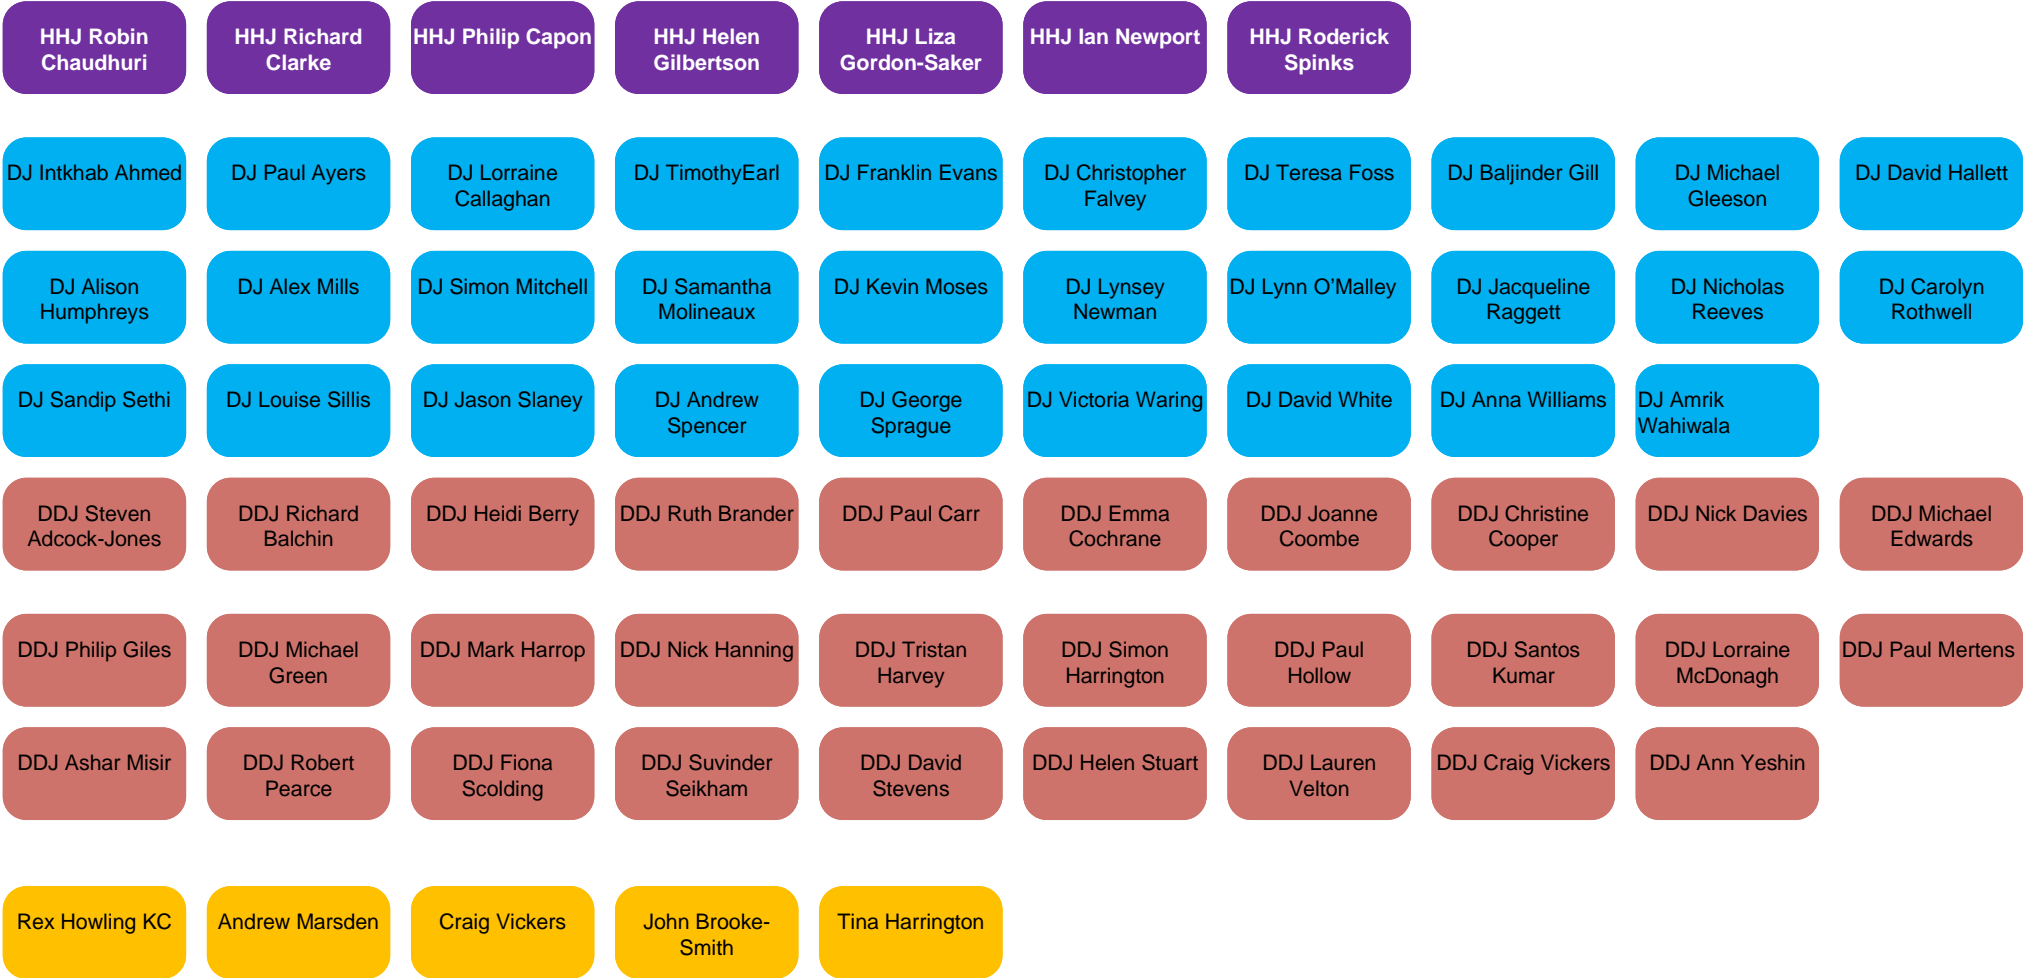 HHJ Robin
Chaudhuri
HHJ Richard
Clarke
HHJ Philip Capon
HHJ Helen
Gilbertson
HHJ Liza
Gordon-Saker
HHJ Ian Newport
HHJ Roderick
Spinks
DJ Intkhab Ahmed
DJ Paul Ayers
DJ Lorraine
Callaghan
DJ TimothyEarl
DJ Franklin Evans
DJ Christopher
Falvey
DJ Teresa Foss
DJ Baljinder Gill
DJ Michael
Gleeson
DJ David Hallett
DJ Alison
Humphreys
DJ Alex Mills
DJ Simon Mitchell
DJ Samantha
Molineaux
DJ Kevin Moses
DJ Lynsey
Newman
DJ Lynn O’Malley
DJ Jacqueline
Raggett
DJ Nicholas
Reeves
DJ Carolyn
Rothwell
DJ Sandip Sethi
DJ Louise Sillis
DJ Jason Slaney
DJ Andrew
Spencer
DJ George
Sprague
DJ Victoria Waring
DJ David White
DJ Anna Williams
DJ Amrik
Wahiwala
DDJ Steven
Adcock-Jones
DDJ Richard
Balchin
DDJ Heidi Berry
DDJ Ruth Brander
DDJ Paul Carr
DDJ Emma
Cochrane
DDJ Joanne
Coombe
DDJ Christine
Cooper
DDJ Nick Davies
DDJ Michael
Edwards
DDJ Philip Giles
DDJ Michael
Green
DDJ Mark Harrop
DDJ Nick Hanning
DDJ Tristan
Harvey
DDJ Simon
Harrington
DDJ Paul
Hollow
DDJ Santos
Kumar
DDJ Lorraine
McDonagh
DDJ Paul Mertens
DDJ Ashar Misir
DDJ Robert
Pearce
DDJ Fiona
Scolding
DDJ Suvinder
Seikham
DDJ David
Stevens
DDJ Helen Stuart
DDJ Lauren
Velton
DDJ Craig Vickers
DDJ Ann Yeshin
Rex Howling KC
Andrew Marsden
Craig Vickers
John Brooke-
Smith
Tina Harrington